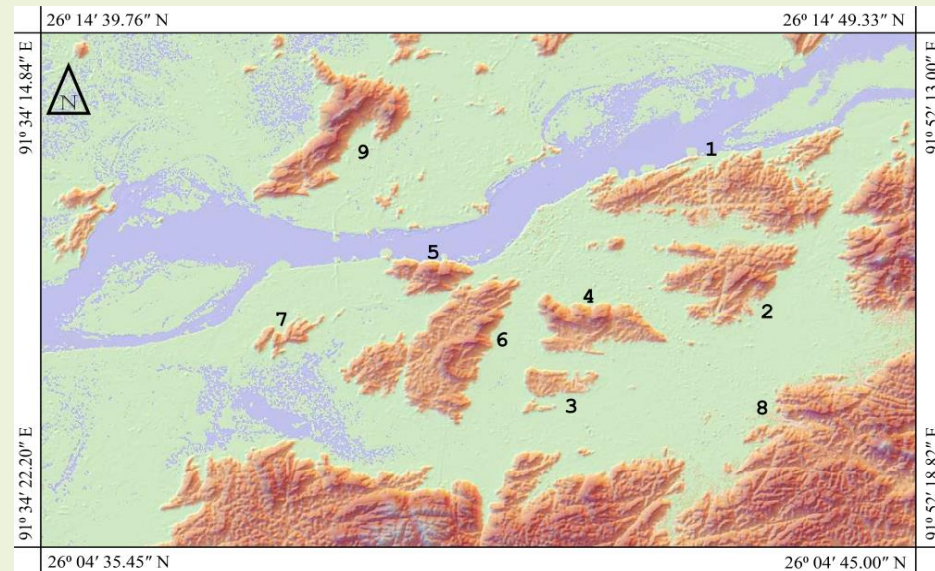 26º 14′ 39.76″ N
26º 14′ 49.33″ N
91º 34′ 14.84″ E
91º 52′ 13.00″ E
N
1
9
5
4
2
7
6
3
8
91º 34′ 22.20″ E
91º 52′ 18.82″ E
26º 04′ 35.45″ N
26º 04′ 45.00″ N